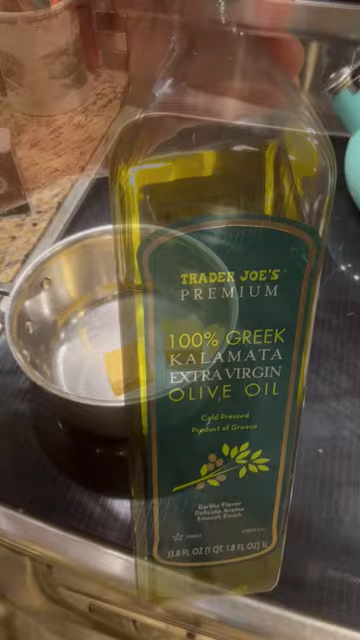 TRADER JOE'S
PREMIUM
100% GREEK
KALAMATA
EXTRA VIRGIN
OLIVE OIL
Cold Pressed
Product of Greece
Earthy Flavor
Delicate Aroma
Smooth Finish
33.8 FL OZ (1 QT. 1.8 FL OZ) 1L